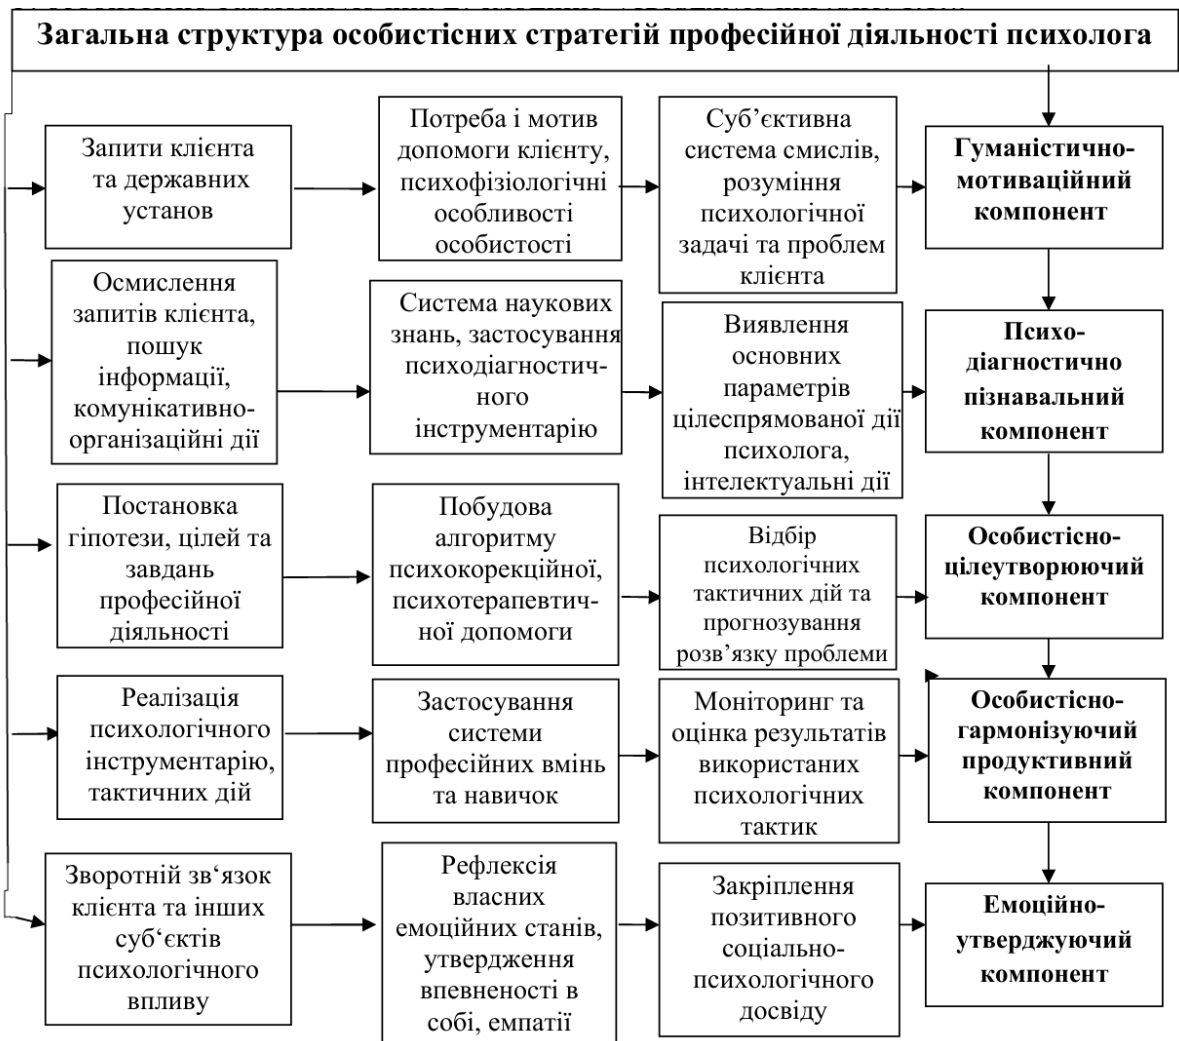 Загальна структура особистісних стратегій професійної діяльності психолога
Запити клієнта
та державних
установ
Потреба і мотив
допомоги клієнту,
психофізіологічні
особливості
особистості
Суб’єктивна
система смислів,
розуміння
психологічної
задачі та проблем
клієнта
Гуманістично-
мотиваційний
компонент
Осмислення
запитів клієнта,
пошук
інформації,
комунікативно-
організаційні дії
Система наукових
знань, застосування
психодіагностич-
ного
інструментарію
Виявлення
основних
параметрів
цілеспрямованої дії
психолога,
інтелектуальні дії
Психо-
діагностично
пізнавальний
компонент
Постановка
гіпотези, цілей та
завдань
професійної
діяльності
Побудова
алгоритму
психокорекційної,
психотерапевтич-
ної допомоги
Відбір
психологічних
тактичних дій та
прогнозування
розв’язку проблеми
Особистісно-
цілеутворюючий
компонент
Реалізація
психологічного
інструментарію,
тактичних дій
Застосування
системи
професійних вмінь
та навичок
Моніторинг та
оцінка результатів
використаних
психологічних
тактик
Особистісно-
гармонізуючий
продуктивний
компонент
Зворотній зв‘язок
клієнта та інших
суб‘єктів
психологічного
впливу
Рефлексія
власних
емоційних станів,
утвердження
впевненості в
собі, емпатії
Закріплення
позитивного
соціально-
психологічного
досвіду
Емоційно-
утверджуючий
компонент